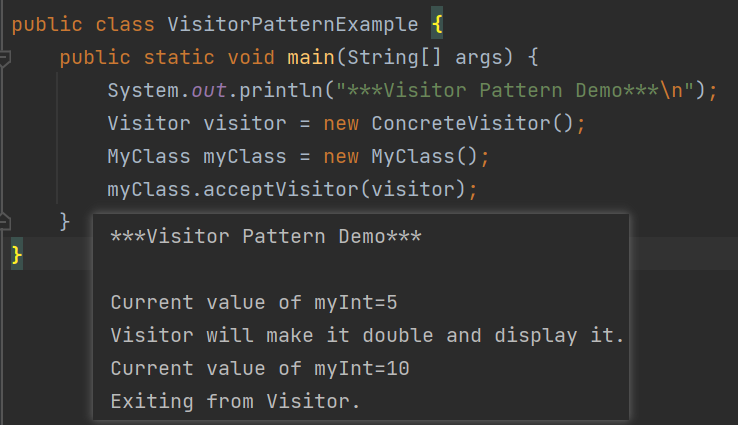 public class VisitorPatternExample {
public static void main(String[] args) {
System.out.println("***Visitor Pattern Demo***\n");
Visitor visitor = new ConcreteVisitor();
MyClass myClass = new MyClass();
myClass.acceptVisitor(visitor);
}
}
***Visitor Pattern Demo***
Current value of myInt=5
Visitor will make it double and display it.
Current value of myInt=10
Exiting from Visitor.